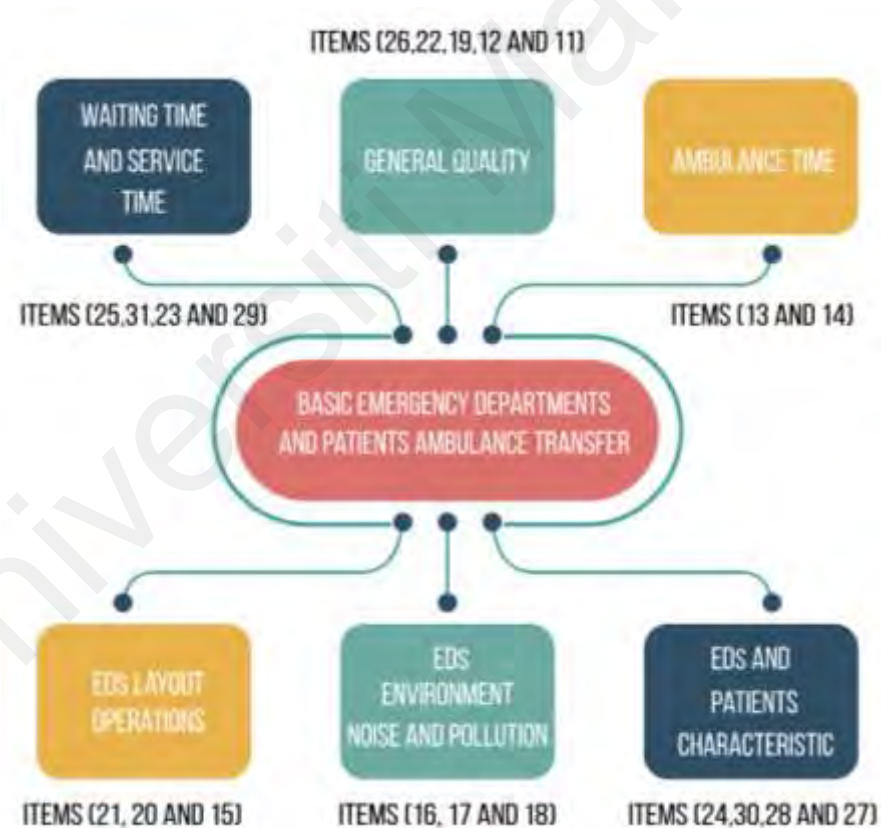 ITEMS (26,22,19,12 AND 11)
WAITING TIME
AND SERVICE
TIME
GENERAL QUALITY
AMBULANCE TIME
ITEMS (25,31,23 AND 29)
ITEMS (13 AND 14)
BASIC EMERGENCY DEPARTMENTS
AND PATIENTS AMBULANCE TRANSFER
EDS LAYOUT
OPERATIONS
EDS
ENVIRONMENT
NOISE AND POLLUTION
EDS AND
PATIENTS
CHARACTERISTIC
ITEMS (21, 20 AND 15)
ITEMS (16, 17 AND 18)
ITEMS (24,30,28 AND 27)